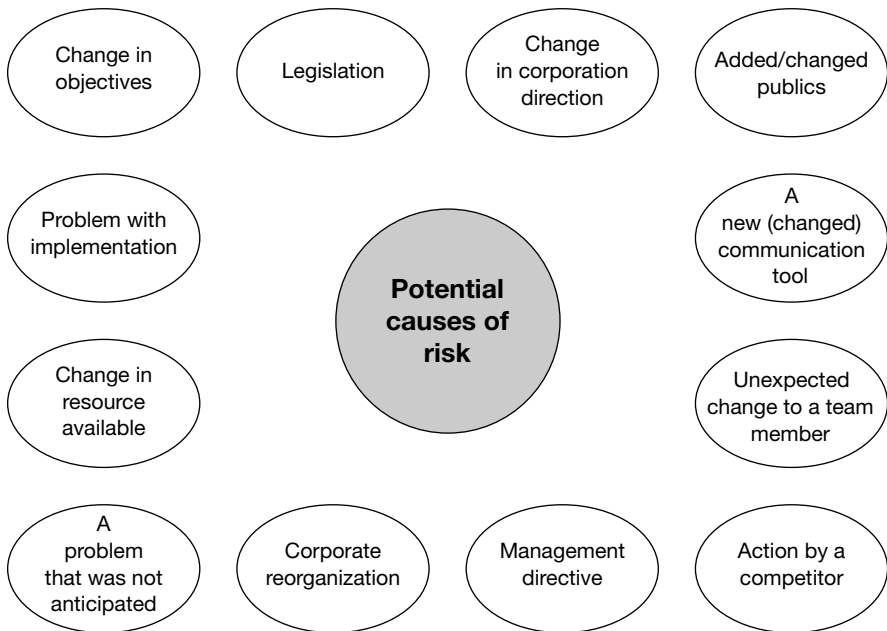 Change in
objectives
Legislation
Change
in corporation
direction
Added/changed
publics
Problem with
implementation
Potential
causes of
risk
A
new (changed)
communication
tool
Change in
resource
available
Unexpected
change to a team
member
A
problem
that was not
anticipated
Corporate
reorganization
Management
directive
Action by a
competitor